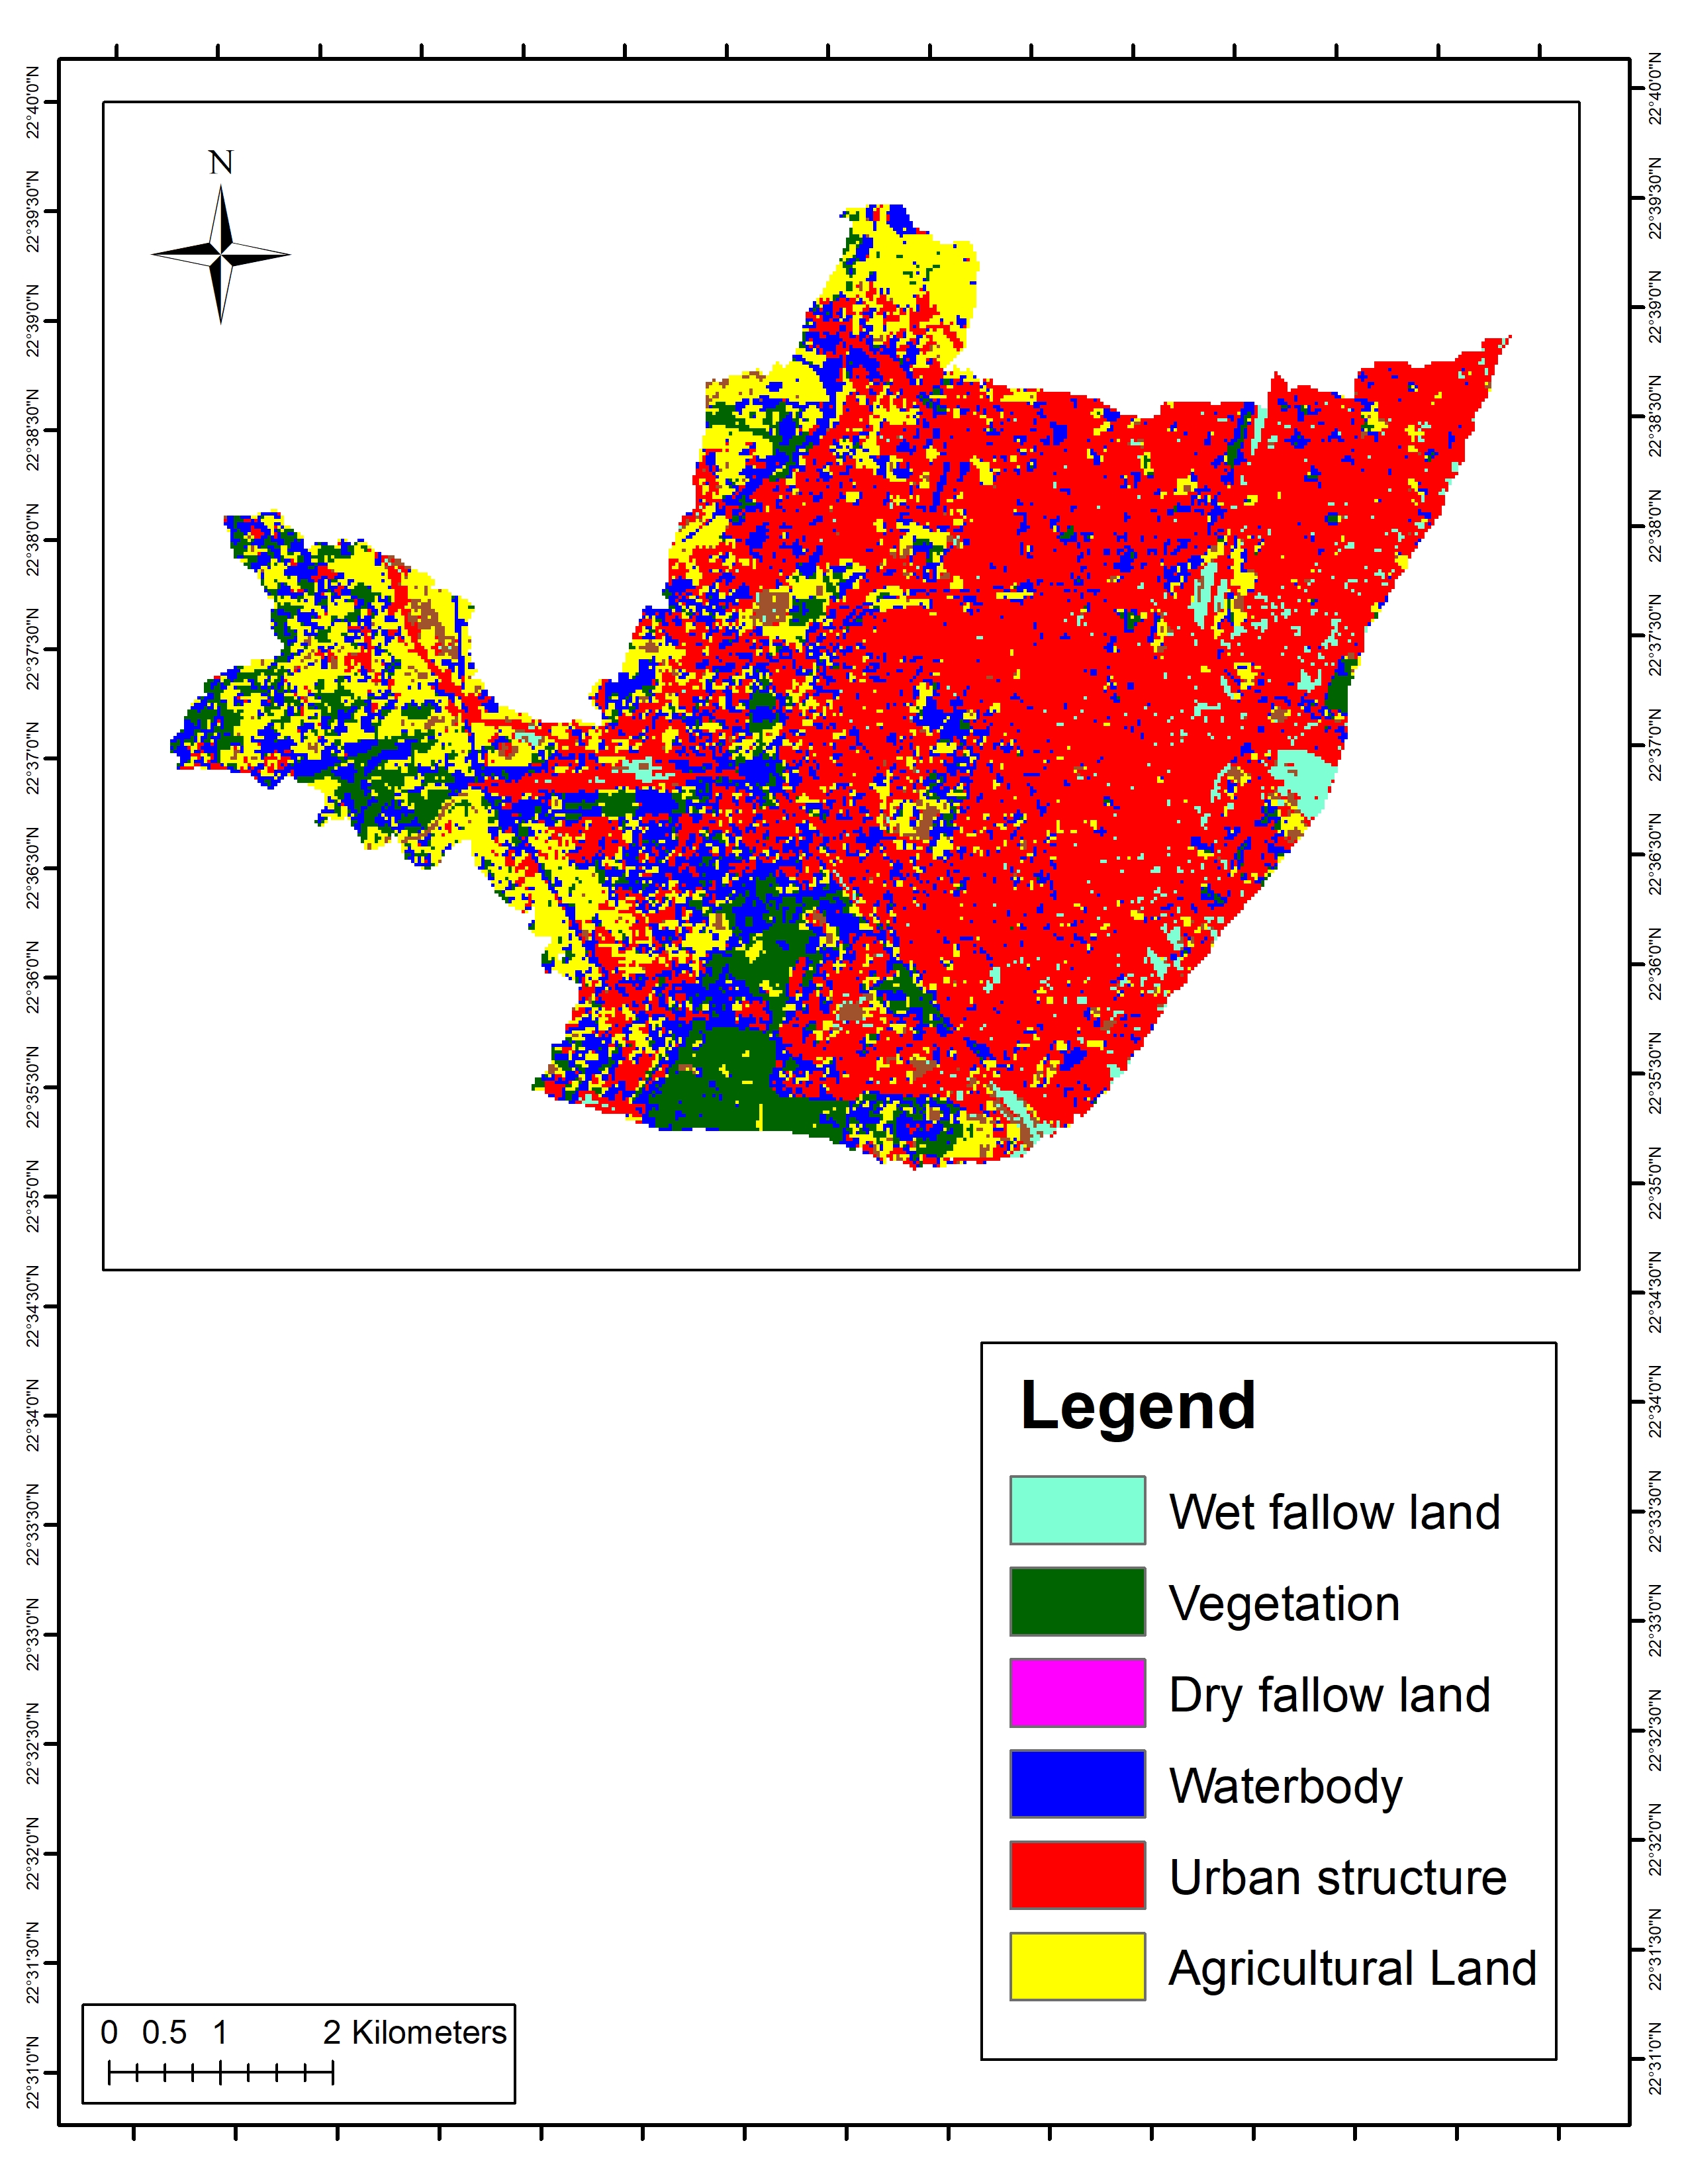 N
22°40'0"N
22°39'30"N
22°39'0"N
22°38'30"N
22°38'0"N
22°37'30"N
22°37'0"N
22°36'30"N
22°36'0"N
22°35'30"N
22°35'0"N
22°34'30"N
22°34'0"N
22°33'30"N
22°33'0"N
22°32'30"N
22°32'0"N
22°31'30"N
22°31'0"N
22°40'0"N
22°39'30"N
22°39'0"N
22°38'30"N
22°38'0"N
22°37'30"N
22°37'0"N
22°36'30"N
22°36'0"N
22°35'30"N
22°35'0"N
22°34'30"N
22°34'0"N
22°33'30"N
22°33'0"N
22°32'30"N
22°32'0"N
22°31'30"N
22°31'0"N
Legend
Wet fallow land
Vegetation
Dry fallow land
Waterbody
Urban structure
Agricultural Land
0 0.5 1 2 Kilometers